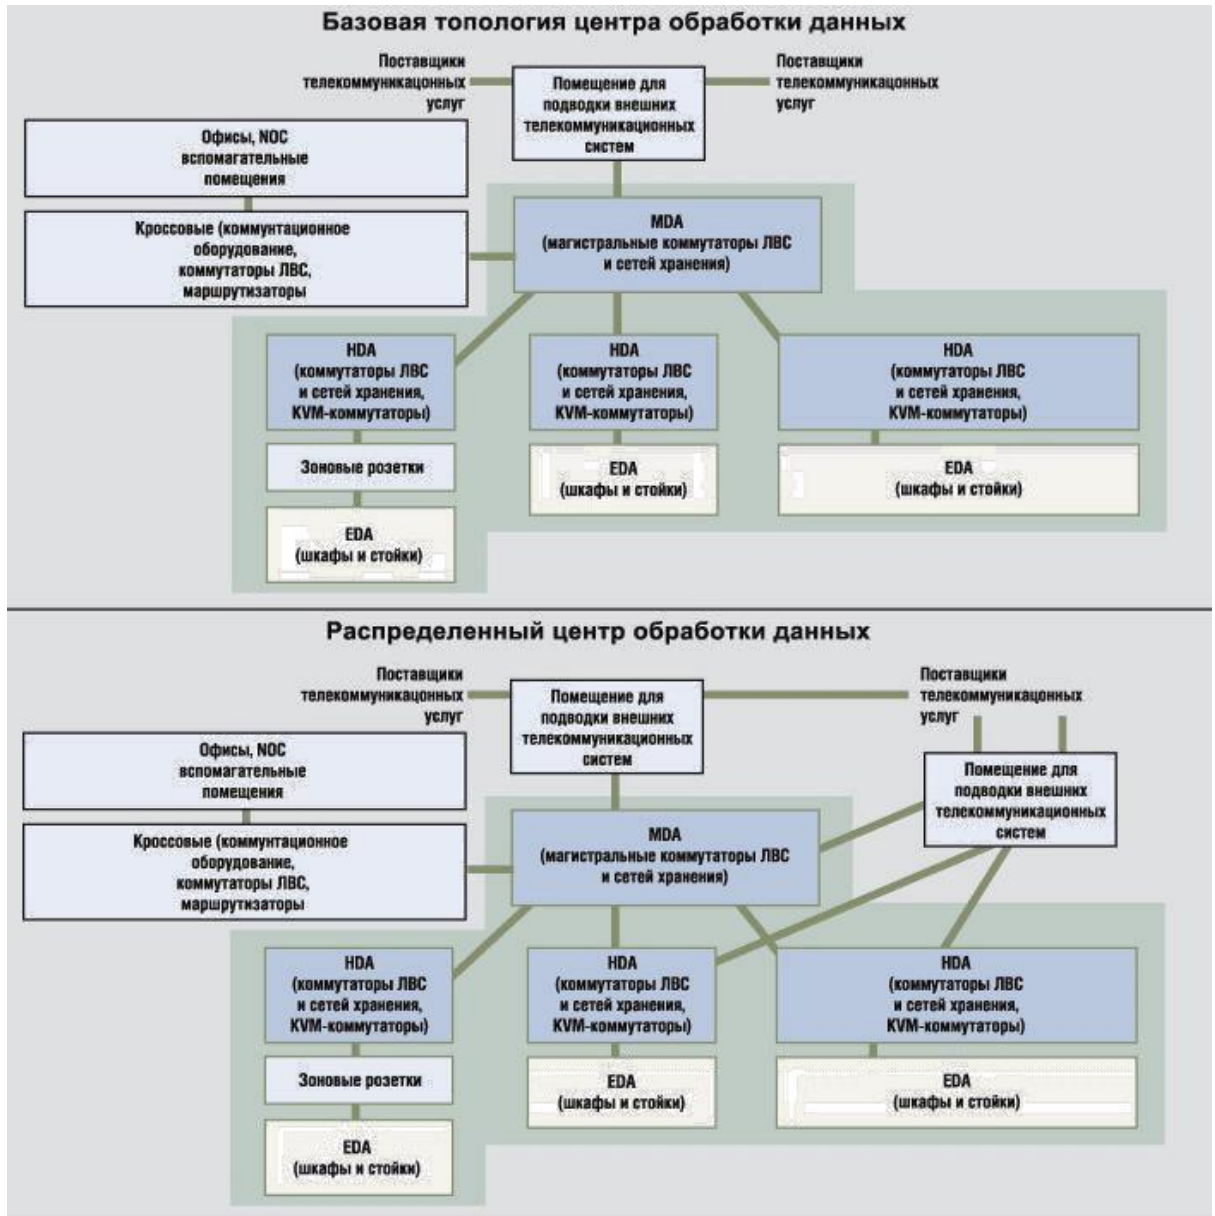 Базовая топология центра обработки данных
Поставщики
телекоммуникацонных
услуг
Помещение для
подводки внешних
телекоммуникационных
систем
Поставщики
телекоммуникацонных
услуг
Офисы, NOC
вспомагательные
помещения
Кроссовые (коммунтационное
оборудование,
коммутаторы ЛВС,
маршрутизаторы
MDA
(магистральные коммутаторы ЛВС
и сетей хранения)
HDA
(коммутаторы ЛВС
и сетей хранения,
KVM-коммутаторы)
HDA
(коммутаторы ЛВС
и сетей хранения,
KVM-коммутаторы)
HDA
(коммутаторы ЛВС
и сетей хранения,
KVM-коммутаторы)
Зоновые розетки
EDA
(шкафы и стойки)
EDA
(шкафы и стойки)
EDA
(шкафы и стойки)
Распределенный центр обработки данных
Поставщики
телекоммуникацонных
услуг
Помещение для
подводки внешних
телекоммуникационных
систем
Поставщики
телекоммуникацонных
услуг
Офисы, NOC
вспомагательные
помещения
Помещение для
подводки внешних
телекоммуникационных
систем
Кроссовые (коммунтационное
оборудование,
коммутаторы ЛВС,
маршрутизаторы
MDA
(магистральные коммутаторы ЛВС
и сетей хранения)
HDA
(коммутаторы ЛВС
и сетей хранения,
KVM-коммутаторы)
HDA
(коммутаторы ЛВС
и сетей хранения,
KVM-коммутаторы)
HDA
(коммутаторы ЛВС
и сетей хранения,
KVM-коммутаторы)
Зоновые розетки
EDA
(шкафы и стойки)
EDA
(шкафы и стойки)
EDA
(шкафы и стойки)